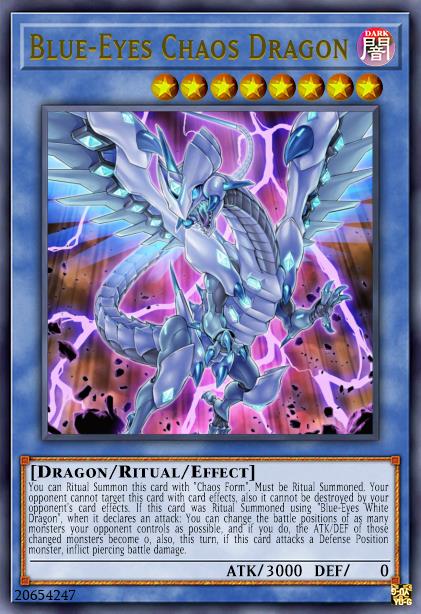 BLUE-EYES CHAOS DRAGON
DARK
闇
[DRAGON/RITUAL/EFFECT]
You can Ritual Summon this card with "Chaos Form". Must be Ritual Summoned. Your
opponent cannot target this card with card effects, also it cannot be destroyed by your
opponent's card effects. If this card was Ritual Summoned using "Blue-Eyes White
Dragon", when it declares an attack: You can change the battle positions of as many
monsters your opponent controls as possible, and if you do, the ATK/DEF of those
changed monsters become 0, also, this turn, if this card attacks a Defense Position
monster, inflict piercing battle damage.
ATK/3000 DEF/ 0
20654247